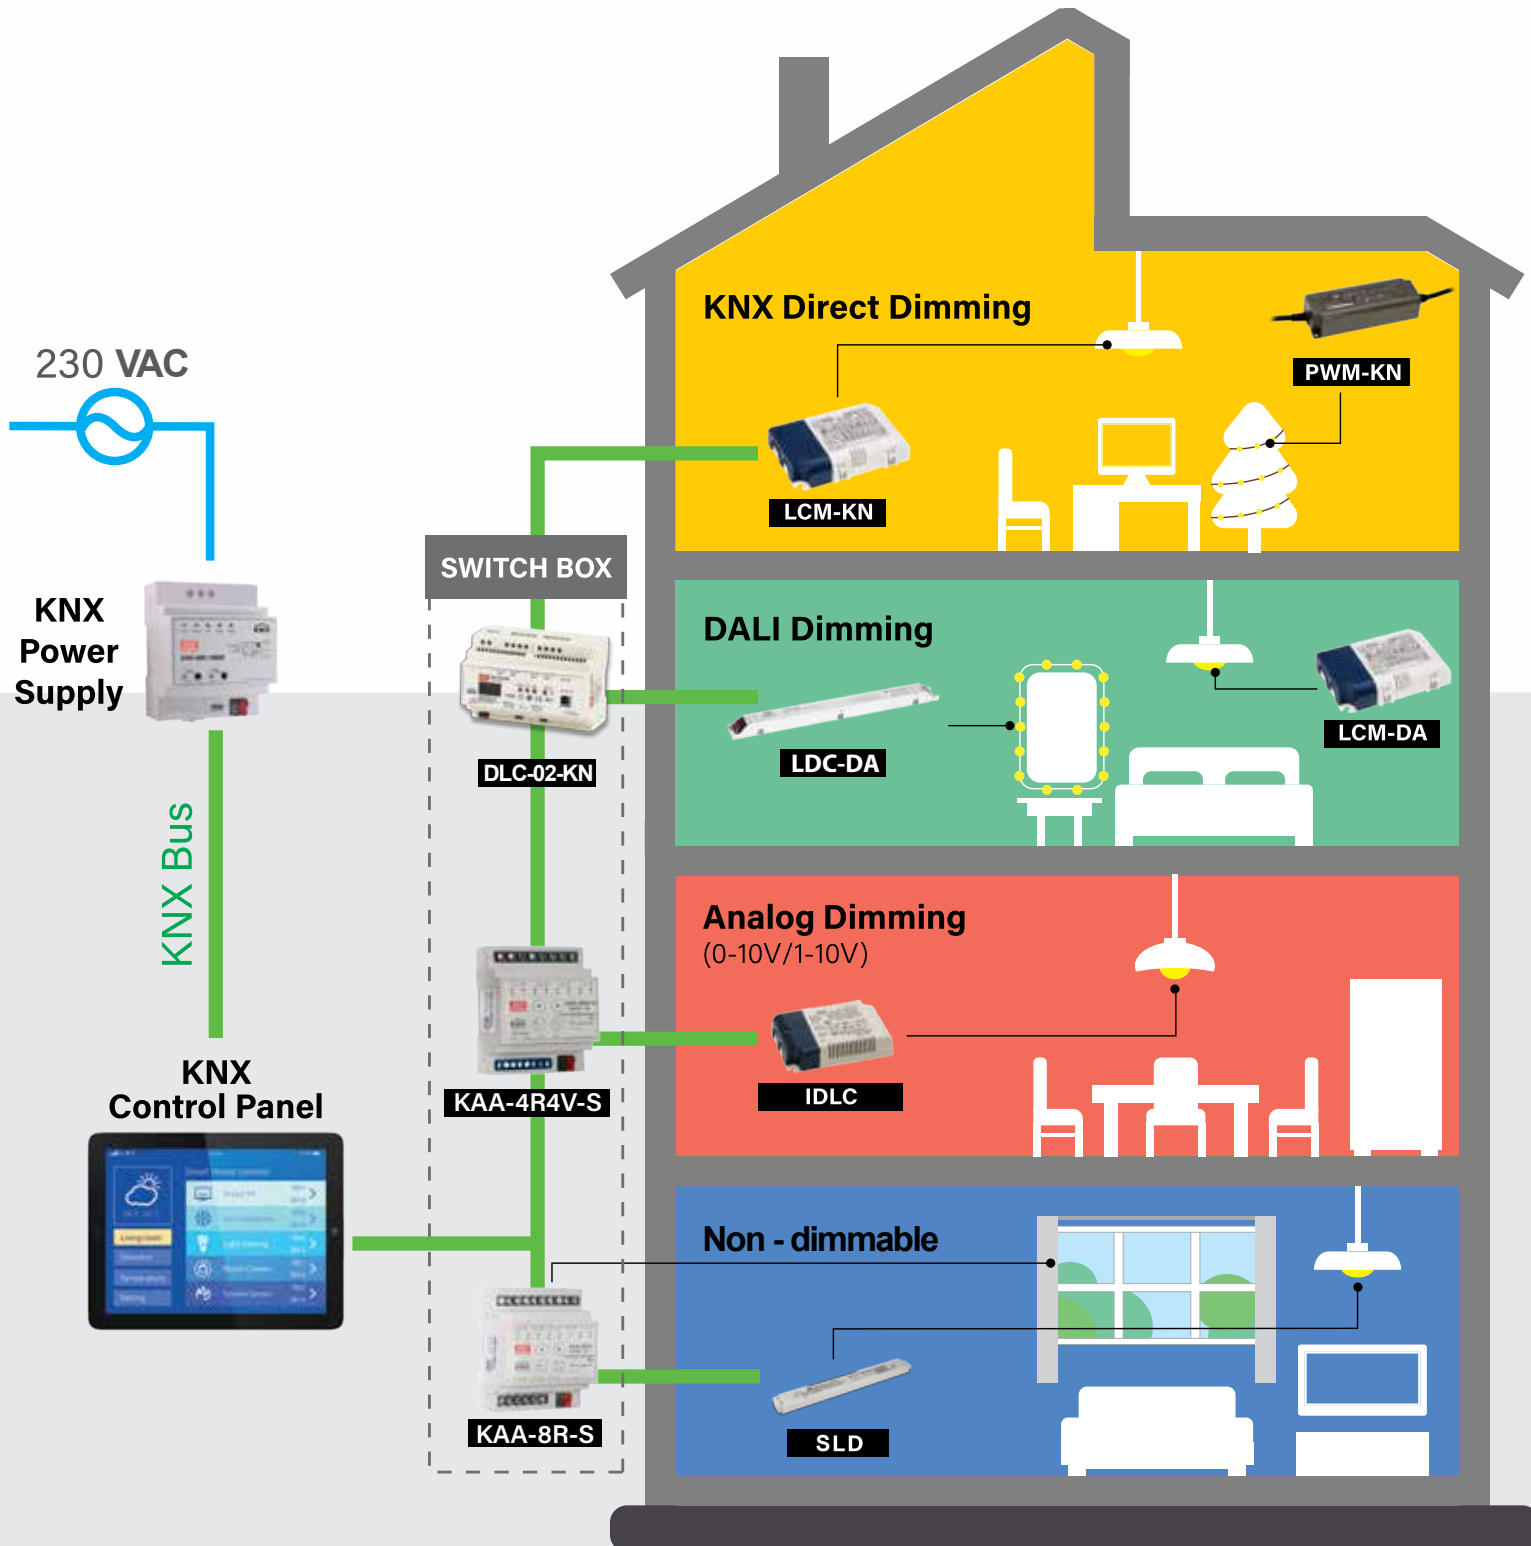 KNX Direct Dimming
PWM-KN
LCM-KN
230 VAC
SWITCH BOX
KNX
Power
Supply
DLC-02-KN
DALI Dimming
LDC-DA
LCM-DA
KNX Bus
Analog Dimming
(0-10V/1-10V)
IDLC
KAA-4R4V-S
KNX
Control Panel
Non - dimmable
KAA-8R-S
SLD